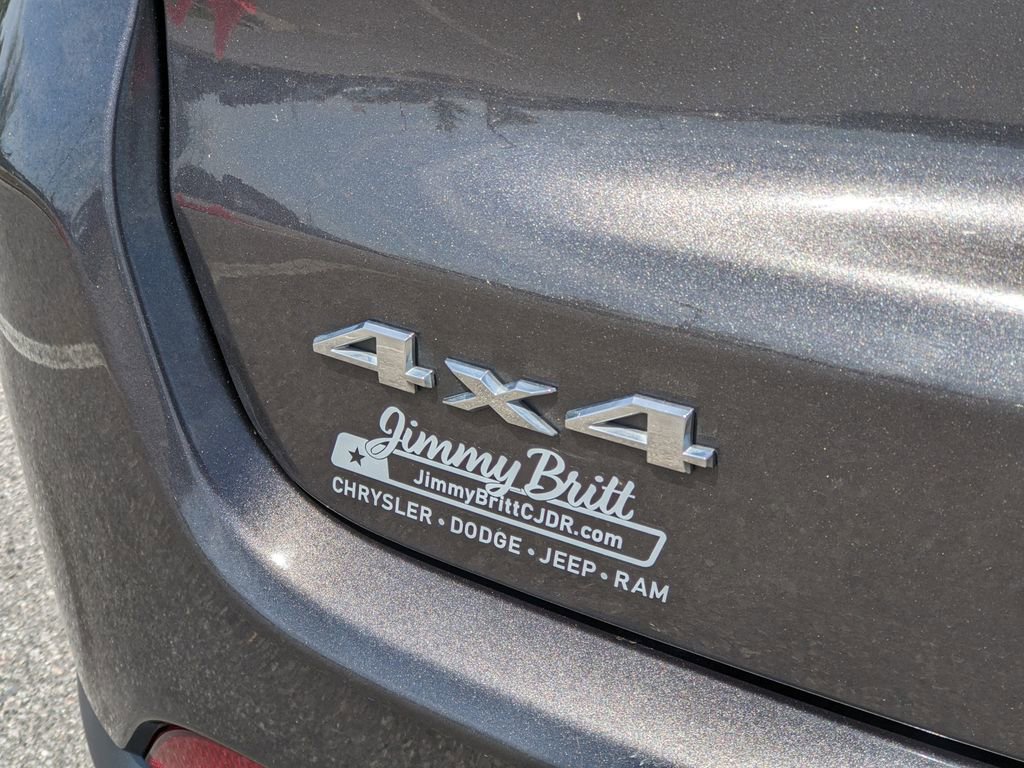 4x4
Jimmy Britt
JimmyBrittCJDR.com
CHRYSLER • DODGE • JEEP • RAM